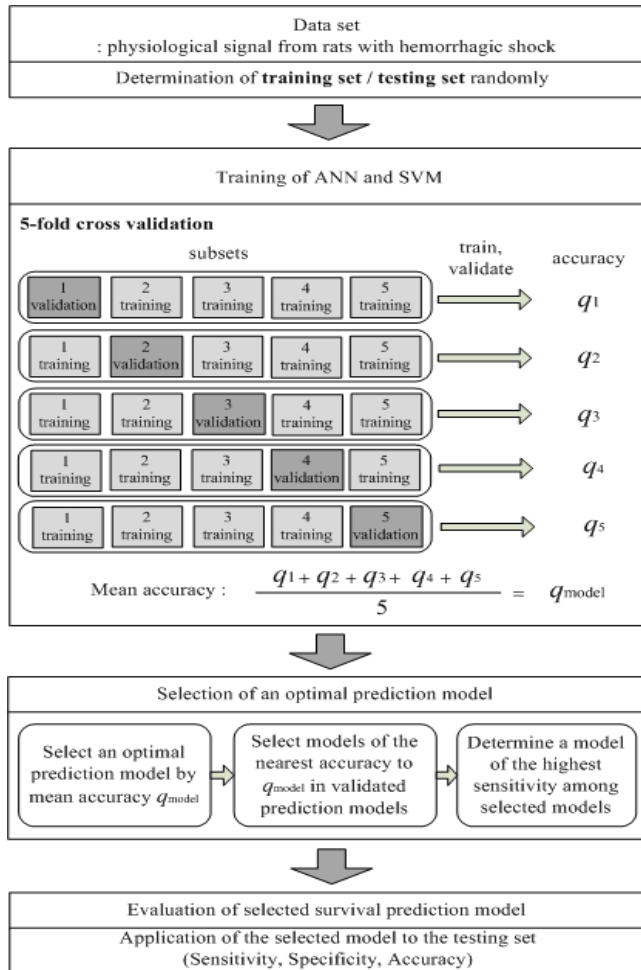 Data set
: physiological signal from rats with hemorrhagic shock
Determination of training set / testing set randomly
Training of ANN and SVM
5-fold cross validation
subsets
train,
validate
accuracy
1 2 3 4 5
validation training training training training
q1
1 2 3 4 5
training validation training training training
q2
1 2 3 4 5
training training validation training training
q3
1 2 3 4 5
training training training validation training
q4
1 2 3 4 5
training training training training validation
q5
Mean accuracy : q1 + q2 + q3 + q4 + q5
5
= qmodel
Selection of an optimal prediction model
Select an optimal
prediction model by
mean accuracy qmodel
Select models of the
nearest accuracy to
qmodel in validated
prediction models
Determine a model
of the highest
sensitivity among
selected models
Evaluation of selected survival prediction model
Application of the selected model to the testing set
(Sensitivity, Specificity, Accuracy)